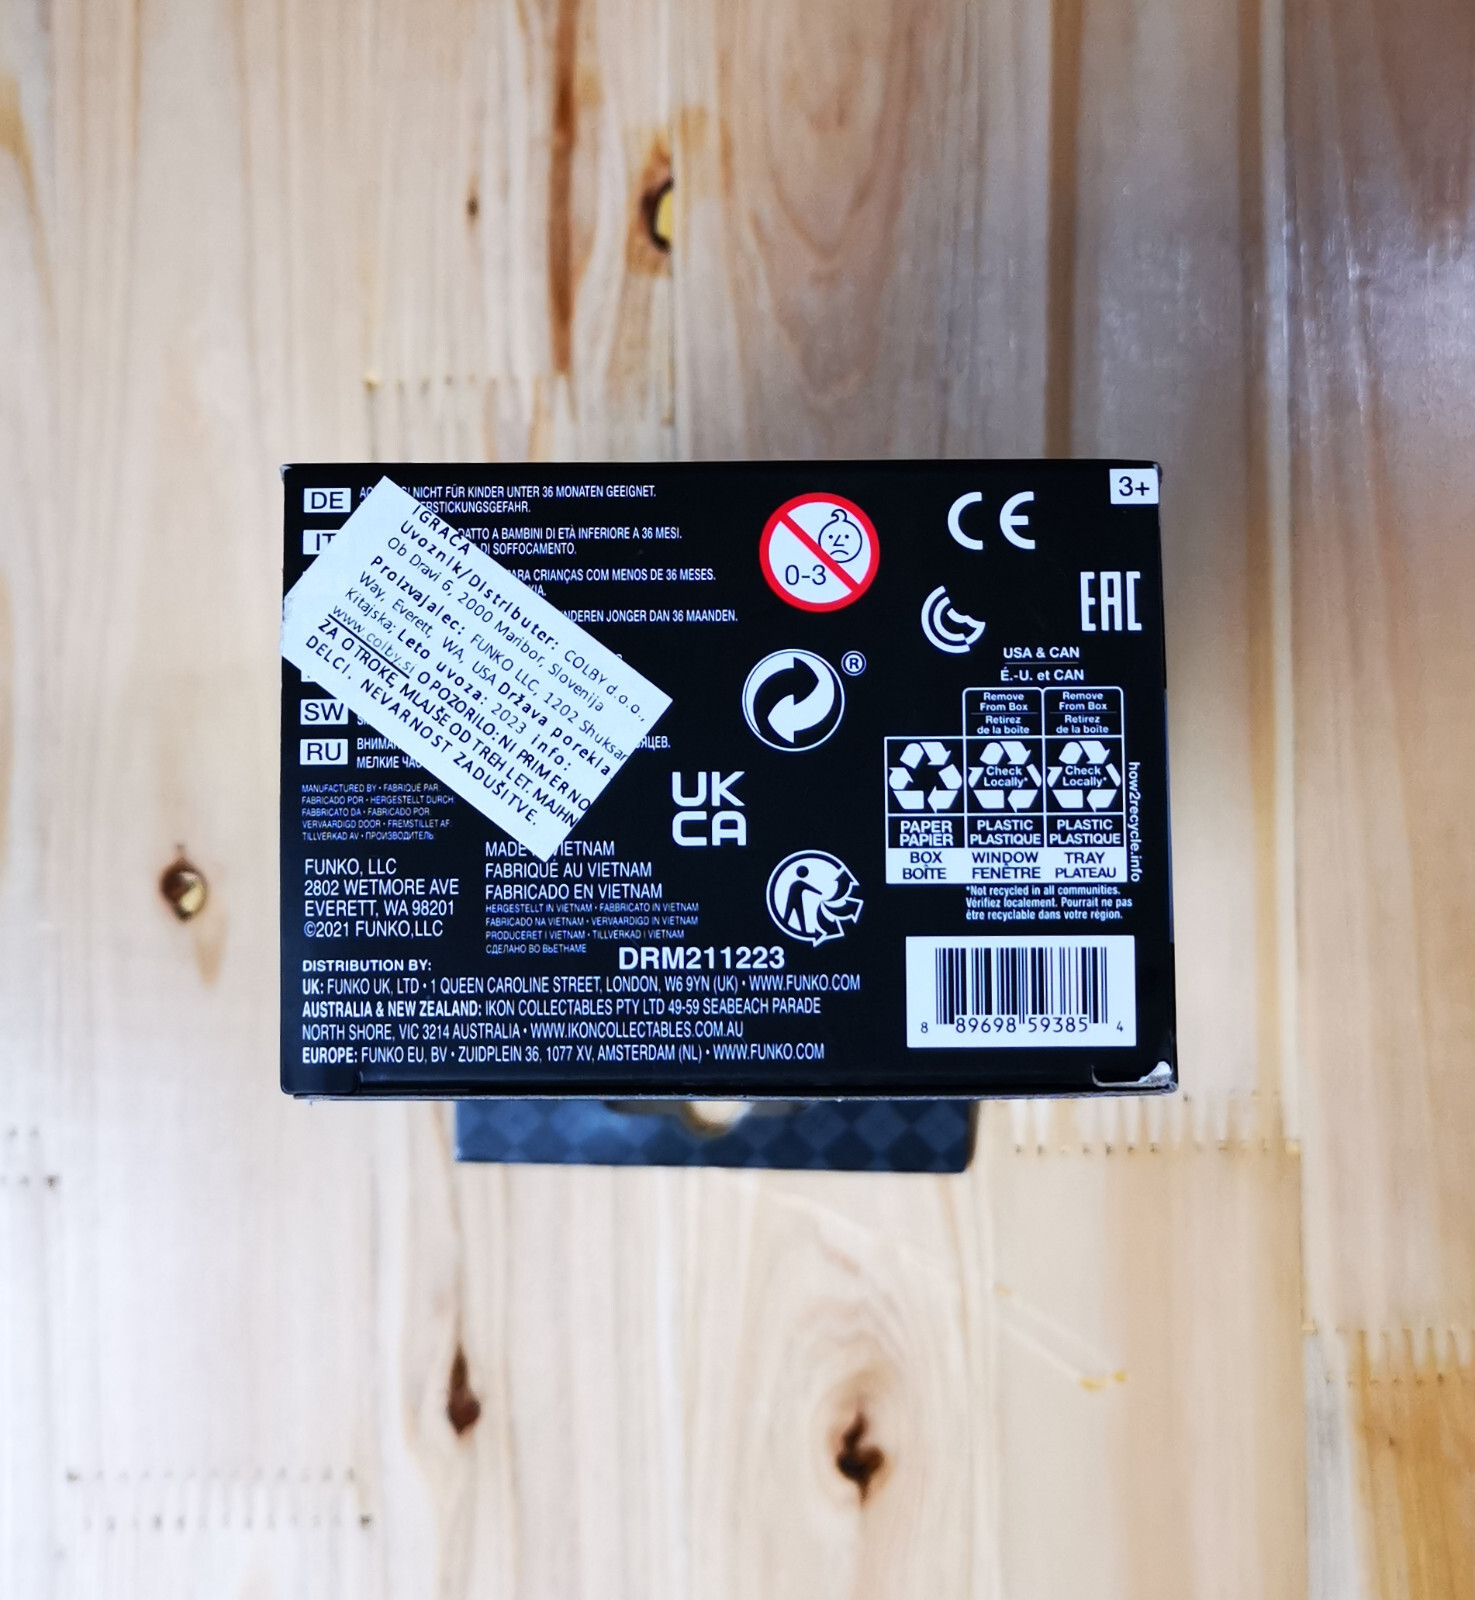 DE
NICHT FÜR KINDER UNTER 36 MONATEN GEEIGNET.
ERSTICKUNGSGEFAHR.
IT
ADATTO A BAMBINI DI ETÀ INFERIORE A 36 MESI.
DI SOFFOCAMENTO.
PARA CRIANÇAS COM MENOS DE 36 MESES.
KINDEREN JONGER DAN 36 MAANDEN.
SW
RU
МЕЛКИЕ
IGRAČA
Uvoznik/Distributer: COLBY d.o.o.,
Ob Dravi 6, 2000 Maribor, Slovenija
Proizvajalec: FUNKO LLC, 1202 Shuksan
Way, Everett, WA, USA Država porekla
Kitajska; Leto uvoza: 2023 info:
www.colby.si OPOZORILO: NI PRIMERNO
ZA OTROKE, MLAJŠE OD TREH LET. MAJHNI
DELCI. NEVARNOST ZADUŠITVE.
MANUFACTURED BY • FABRIQUÉ PAR:
FABRICADO POR • HERGESTELLT DURCH:
FABBRICATO DA • FABRICADO POR:
VERVAARDIGD DOOR • FREMSTILLET AF:
TILLVERKAD AV • ПРОИЗВОДИТЕЛЬ:
FUNKO, LLC
2802 WETMORE AVE
EVERETT, WA 98201
©2021 FUNKO,LLC
MADE VIETNAM
FABRIQUÉ AU VIETNAM
FABRICADO EN VIETNAM
HERGESTELLT IN VIETNAM • FABBRICATO IN VIETNAM
FABRICADO NA VIETNAM • VERVAARDIGD IN VIETNAM
PRODUCERET I VIETNAM • TILLVERKAD I VIETNAM
СДЕЛАНО ВО ВЬЕТНАМЕ
DRM211223
DISTRIBUTION BY:
UK: FUNKO UK, LTD • 1 QUEEN CAROLINE STREET, LONDON, W6 9YN (UK) • WWW.FUNKO.COM
AUSTRALIA & NEW ZEALAND: IKON COLLECTABLES PTY LTD 49-59 SEABEACH PARADE
NORTH SHORE, VIC 3214 AUSTRALIA • WWW.IKONCOLLECTABLES.COM.AU
EUROPE: FUNKO EU, BV • ZUIDPLEIN 36, 1077 XV, AMSTERDAM (NL) • WWW.FUNKO.COM
0-3
®
UK
CA
CE
3+
EAC
USA & CAN
É.-U. et CAN
Remove From Box
Retirez de la boîte
Remove From Box
Retirez de la boîte
Check Locally*
Check Locally*
PAPER PAPIER
PLASTIC PLASTIQUE
PLASTIC PLASTIQUE
BOX BOÎTE
WINDOW FENÊTRE
TRAY PLATEAU
how2recycle.info
*Not recycled in all communities.
Vérifiez localement. Pourrait ne pas
être recyclable dans votre région.
8 89698 59385 4